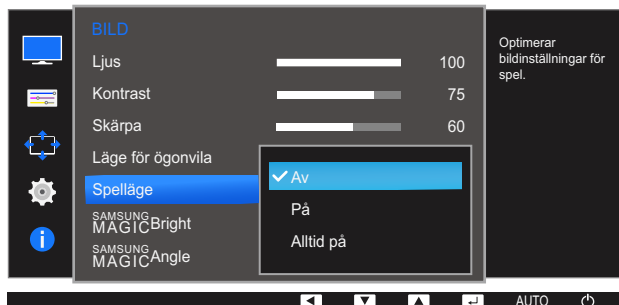 BILD
Ljus 100
Kontrast 75
Skärpa 60
Läge för ögonvila
Spelläge
SAMSUNG MAGIC Bright
SAMSUNG MAGIC Angle
Av
På
Alltid på
Optimerar
bildinställningar för
spel.
AUTO